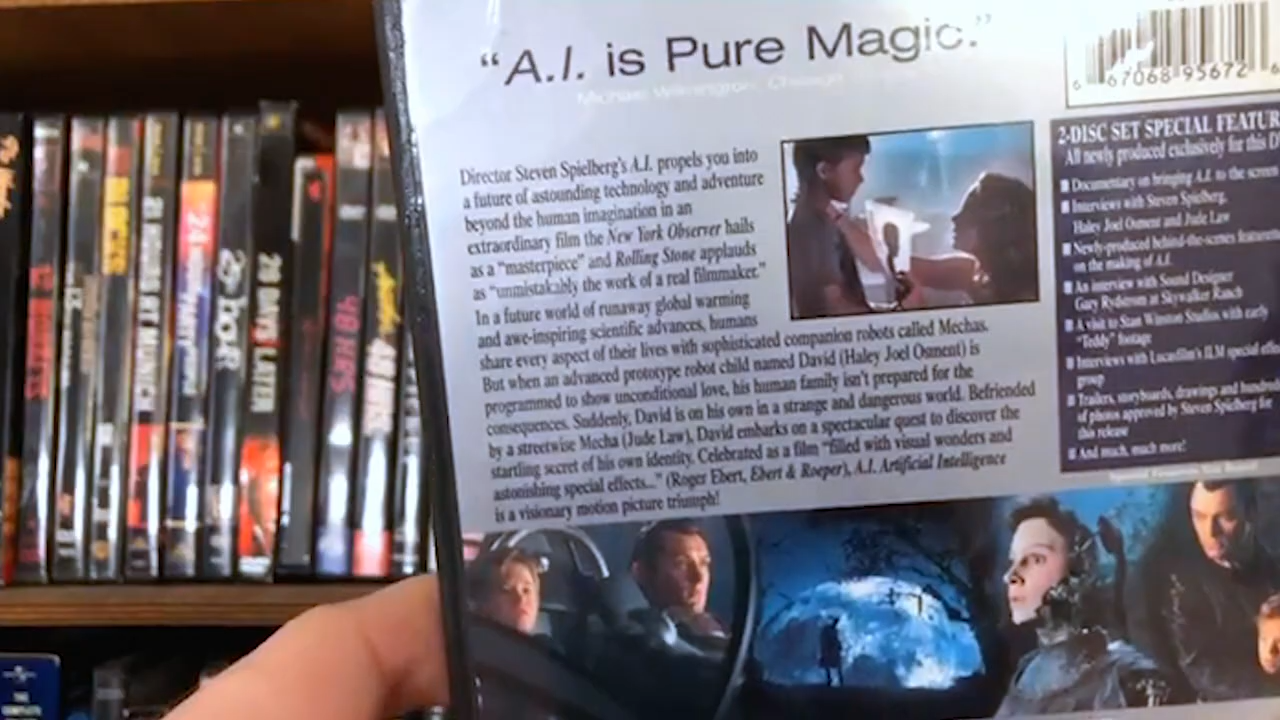 "A.I. is Pure Magic."
Director Steven Spielberg's A.I. propels you into
a future of astounding technology and adventure
beyond the human imagination in an
extraordinary film the New York Observer hails
as a "masterpiece" and Rolling Stone applauds
as "unmistakably the work of a real filmmaker."
In a future world of runaway global warming
and awe-inspiring scientific advances, humans
share every aspect of their lives with sophisticated companion robots called Mechas.
But when an advanced prototype robot child named David (Haley Joel Osment) is
programmed to show unconditional love, his human family isn't prepared for the
consequences. Suddenly, David is on his own in a strange and dangerous world. Befriended
by a streetwise Mecha (Jude Law), David embarks on a spectacular quest to discover the
startling secret of his own identity. Celebrated as a film "filled with visual wonders and
astonishing special effects..." (Roger Ebert, Ebert & Roeper), A.I. Artificial Intelligence
is a visionary motion picture triumph!
6 67068 95672 6
2-DISC SET SPECIAL FEATUR
All newly produced exclusively for this D
Documentary on bringing A.I. to the screen
Interviews with Steven Spielberg,
Haley Joel Osment and Jude Law
Newly-produced behind-the-scenes
on the making of A.I.
An interview with Sound Designer
Gary Rydstrom at Skywalker Ranch
A visit to Stan Winston Studios with early
"Teddy" footage
Interviews with Lucasfilm's ILM special
group
Trailers, storyboards, drawings and
of photos approved by Steven Spielberg for
this release
And much, much more!
21 HOURS AT MUNICH
24
28 DAYS LATER
48 HRS
48 HRS